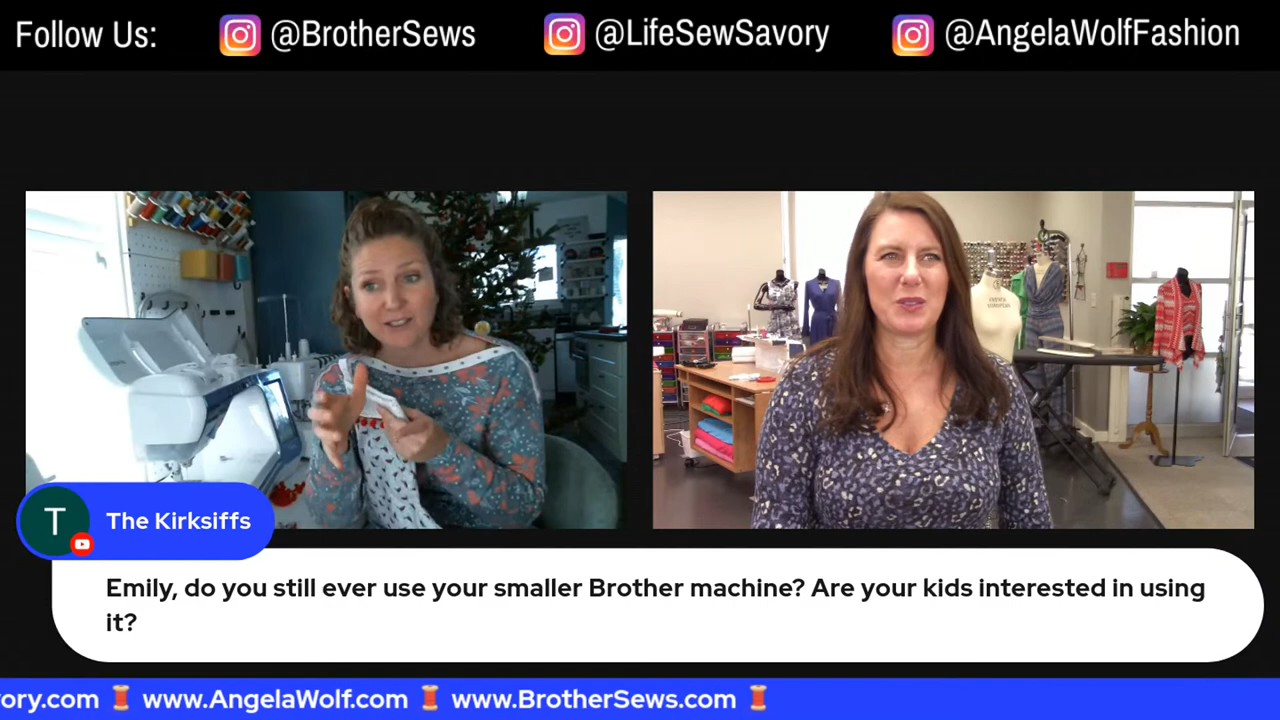 Follow Us: @BrotherSews @LifeSewSavory @AngelaWolfFashion
T The Kirksiffs
Emily, do you still ever use your smaller Brother machine? Are your kids interested in using
it?
ory.com www.AngelaWolf.com www.BrotherSews.com